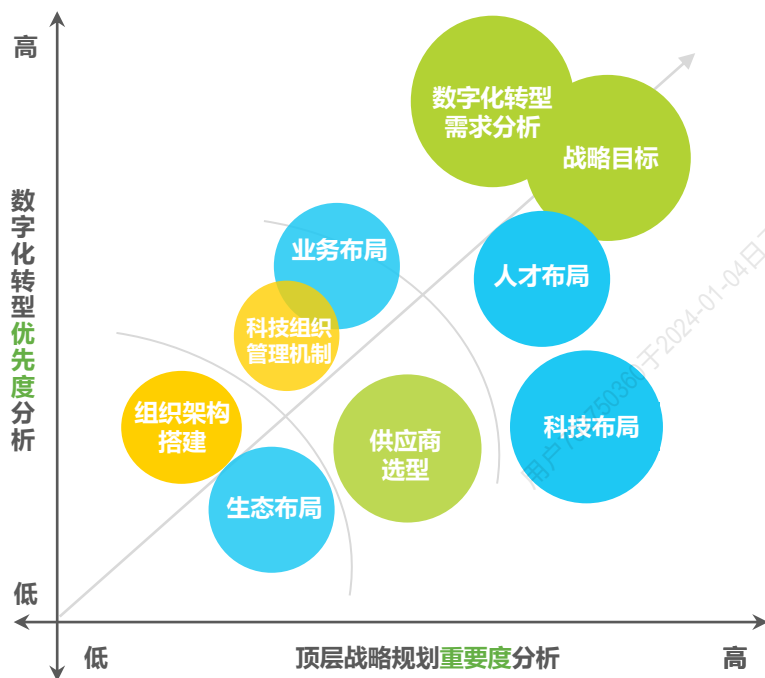 高
数字化转型
需求分析
战略目标
业务布局
人才布局
科技组织
管理机制
组织架构
搭建
供应商
选型
科技布局
生态布局
数字化转型优先度分析
低
低
顶层战略规划重要度分析
高